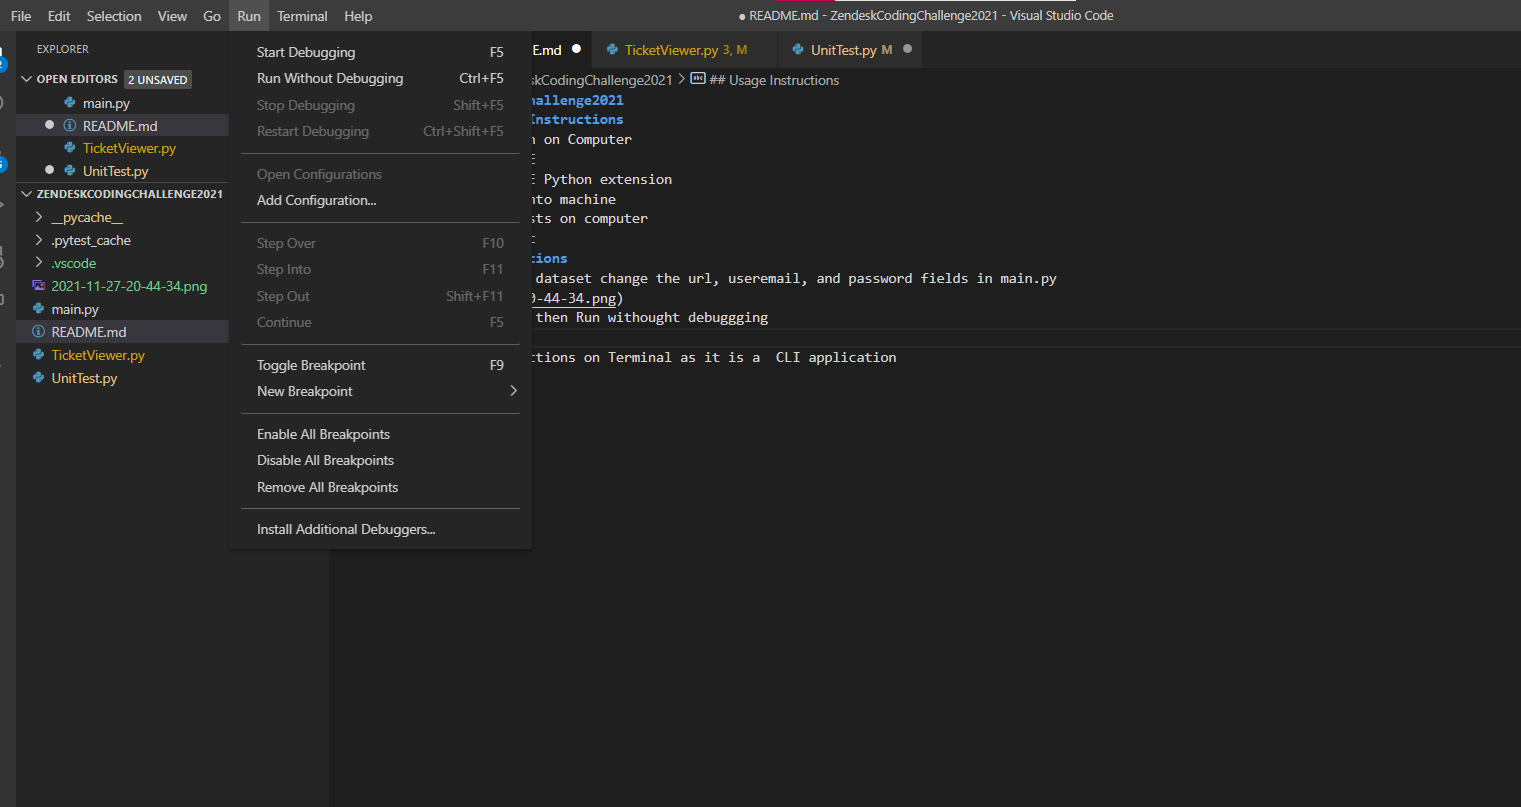 File Edit Selection View Go Run Terminal Help
README.md - ZendeskCodingChallenge2021 - Visual Studio Code
EXPLORER
OPEN EDITORS 2 UNSAVED
main.py
README.md
TicketViewer.py
UnitTest.py
ZENDESKCODINGCHALLENGE2021
__pycache__
.pytest_cache
.vscode
2021-11-27-20-44-34.png
main.py
README.md
TicketViewer.py
UnitTest.py
Start Debugging F5
Run Without Debugging Ctrl+F5
Stop Debugging Shift+F5
Restart Debugging Ctrl+Shift+F5
Open Configurations
Add Configuration...
Step Over F10
Step Into F11
Step Out Shift+F11
Continue F5
Toggle Breakpoint F9
New Breakpoint
Enable All Breakpoints
Disable All Breakpoints
Remove All Breakpoints
Install Additional Debuggers...
E.md TicketViewer.py 3, M UnitTest.py M
skCodingChallenge2021 > ## Usage Instructions
hallenge2021
Instructions
on Computer
E Python extension
nto machine
sts on computer
tions
dataset change the url, useremail, and password fields in main.py
-44-34.png)
then Run withought debuggging
ctions on Terminal as it is a CLI application